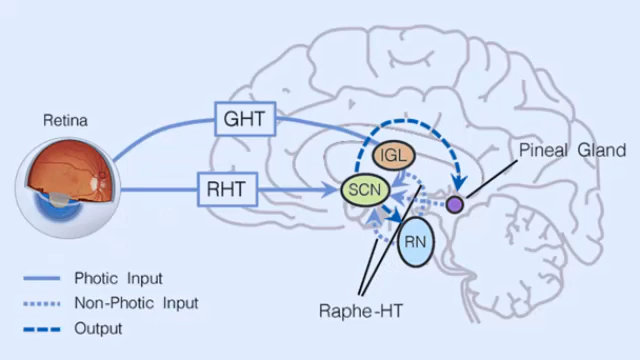 GHT
Retina
IGL
Pineal Gland
RHT
SCN
RN
Photic Input
Non-Photic Input
Raphe-HT
Output